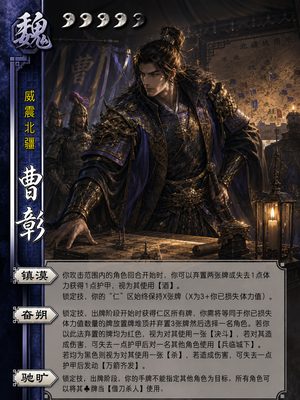 魏
威震北疆
曹彰
镇漠
你攻击范围内的角色回合开始时，你可以弃置两张牌或失去1点体
力获得1点护甲，视为其使用【酒】。
锁定技，你的“仁”区始终保持X张牌（X为3+你已损失体力值）。
奋朔
锁定技，出牌阶段开始时获得仁区所有牌，你需将等同于你已损
失体力值数量的牌放置牌堆顶并弃置3张牌然后选择一名角色。若你
以此法弃置的牌均为红色，视为对其使用一张【决斗】，若对其造
成伤害，可失去一点护甲后对其一名其他角色使用【兵临城下】。
若均为黑色则视为对其使用一张【杀】，若造成伤害，可失去一点
护甲后发动【万箭齐发】。
驰旷
锁定技，出牌阶段，你的手牌不能指定其他角色为目标，所有角色可
以将其♣牌当【借刀杀人】使用。